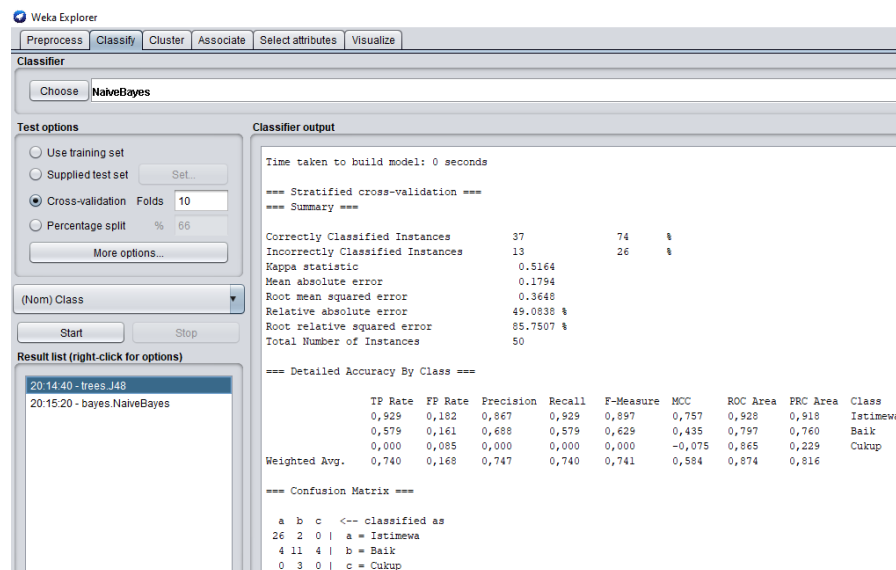 Weka Explorer
Preprocess Classify Cluster Associate Select attributes Visualize
Classifier
Choose NaiveBayes
Test options
Use training set
Supplied test set Set...
Cross-validation Folds 10
Percentage split % 66
More options...
(Nom) Class
Start Stop
Result list (right-click for options)
20:14:40 - trees.J48
20:15:20 - bayes.NaiveBayes
Classifier output
Time taken to build model: 0 seconds
=== Stratified cross-validation ===
=== Summary ===
Correctly Classified Instances 37 74 %
Incorrectly Classified Instances 13 26 %
Kappa statistic 0.5164
Mean absolute error 0.1794
Root mean squared error 0.3648
Relative absolute error 49.0838 %
Root relative squared error 85.7507 %
Total Number of Instances 50
=== Detailed Accuracy By Class ===
TP Rate FP Rate Precision Recall F-Measure MCC ROC Area PRC Area Class
0,929 0,182 0,867 0,929 0,897 0,757 0,928 0,918 Istimewa
0,579 0,161 0,688 0,579 0,629 0,435 0,797 0,760 Baik
0,000 0,085 0,000 0,000 0,000 -0,075 0,865 0,229 Cukup
Weighted Avg. 0,740 0,168 0,747 0,740 0,741 0,584 0,874 0,816
=== Confusion Matrix ===
a b c <-- classified as
26 2 0 | a = Istimewa
4 11 4 | b = Baik
0 3 0 | c = Cukup